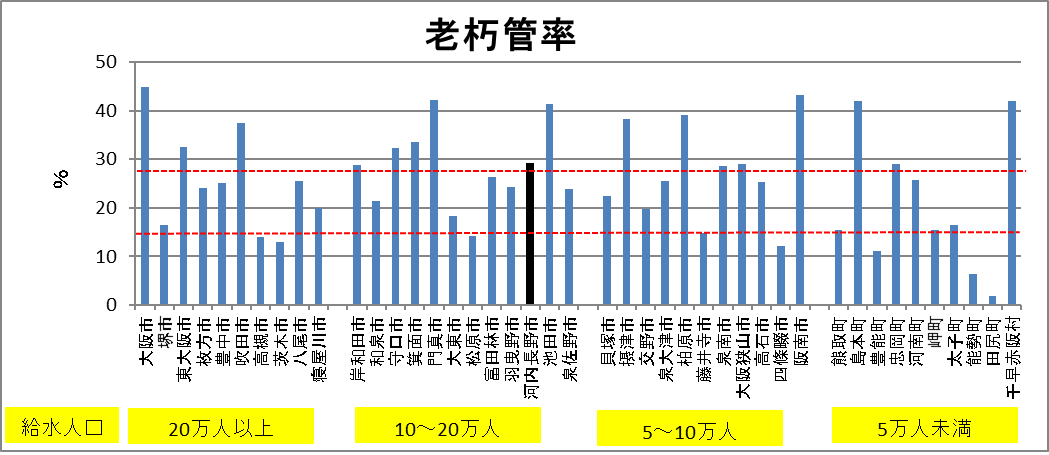 老朽管率
%
50
40
30
20
10
0
大阪市
堺市
東大阪市
枚方市
豊中市
吹田市
高槻市
茨木市
八尾市
寝屋川市
岸和田市
和泉市
守口市
箕面市
門真市
大東市
松原市
富田林市
羽曳野市
河内長野市
池田市
泉佐野市
貝塚市
摂津市
交野市
泉大津市
柏原市
藤井寺市
泉南市
大阪狭山市
高石市
四條畷市
阪南市
熊取町
島本町
豊能町
忠岡町
河南町
岬町
太子町
能勢町
田尻町
千早赤阪村
給水人口
20万人以上
10～20万人
5～10万人
5万人未満